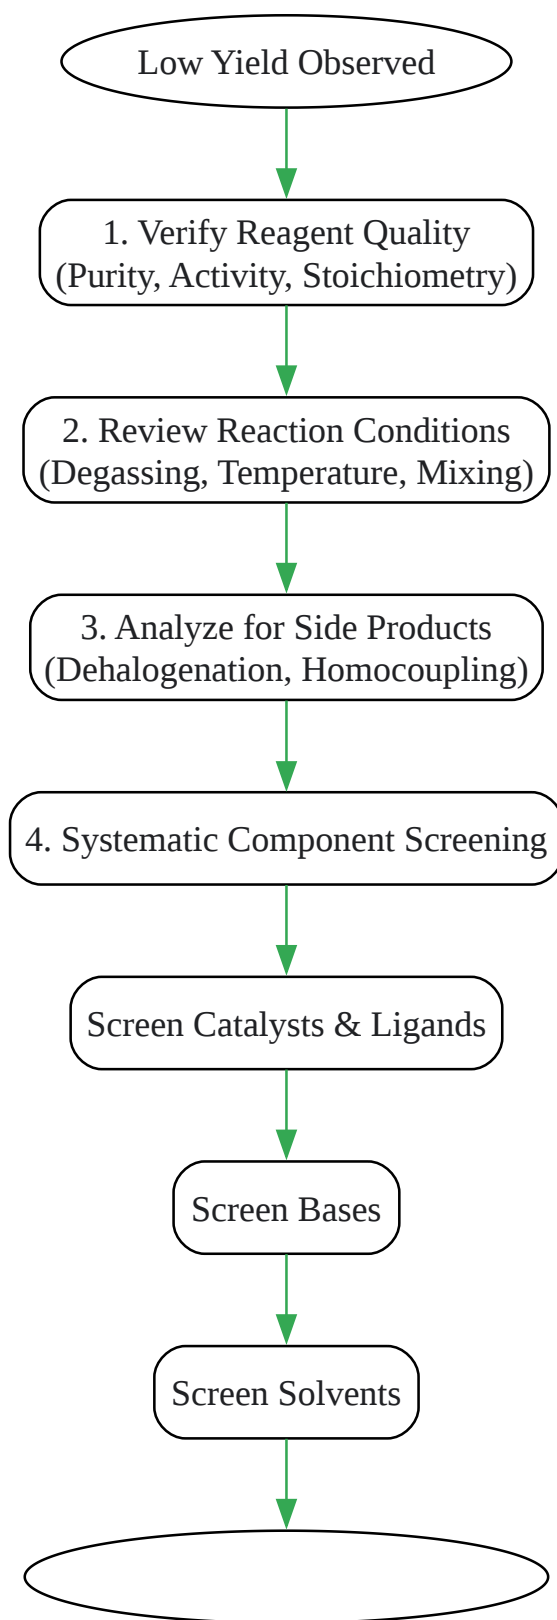 Low Yield Observed
1. Verify Reagent Quality
(Purity, Activity, Stoichiometry)
2. Review Reaction Conditions
(Degassing, Temperature, Mixing)
3. Analyze for Side Products
(Dehalogenation, Homocoupling)
4. Systematic Component Screening
Screen Catalysts & Ligands
Screen Bases
Screen Solvents